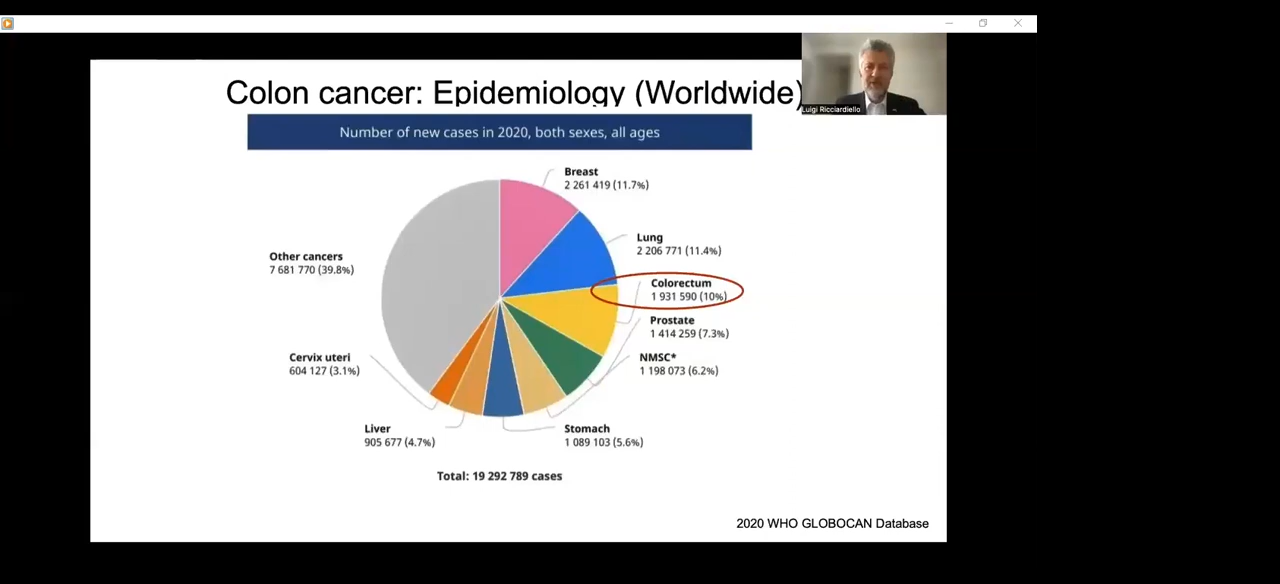 Colon cancer: Epidemiology (Worldwide)
Luigi Ricciardiello
Number of new cases in 2020, both sexes, all ages
Breast
2 261 419 (11.7%)
Lung
2 206 771 (11.4%)
Colorectum
1 931 590 (10%)
Prostate
1 414 259 (7.3%)
NMSC*
1 198 073 (6.2%)
Stomach
1 089 103 (5.6%)
Liver
905 677 (4.7%)
Cervix uteri
604 127 (3.1%)
Other cancers
7 681 770 (39.8%)
Total: 19 292 789 cases
2020 WHO GLOBOCAN Database